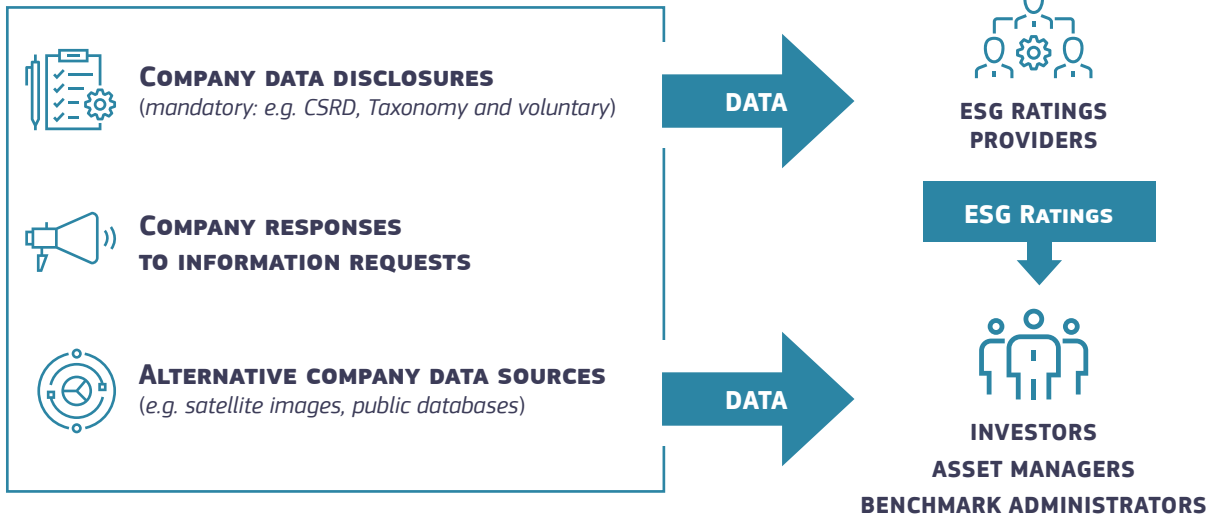 COMPANY DATA DISCLOSURES
(mandatory: e.g. CSRD, Taxonomy and voluntary)
COMPANY RESPONSES
TO INFORMATION REQUESTS
ALTERNATIVE COMPANY DATA SOURCES
(e.g. satellite images, public databases)
DATA
DATA
ESG RATINGS
PROVIDERS
ESG RATINGS
INVESTORS
ASSET MANAGERS
BENCHMARK ADMINISTRATORS